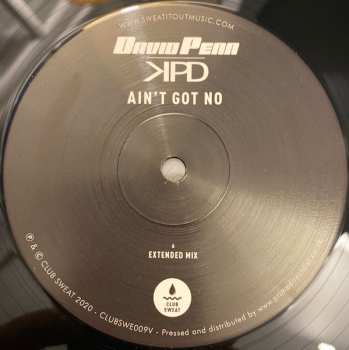 WWW.SWEATITOUTMUSIC.COM
DAVID PENN
KPD
AIN'T GOT NO
A
EXTENDED MIX
CLUB
SWEAT
℗ & © CLUB SWEAT 2020 - CLUBSWE009V - Pressed and distributed by www.